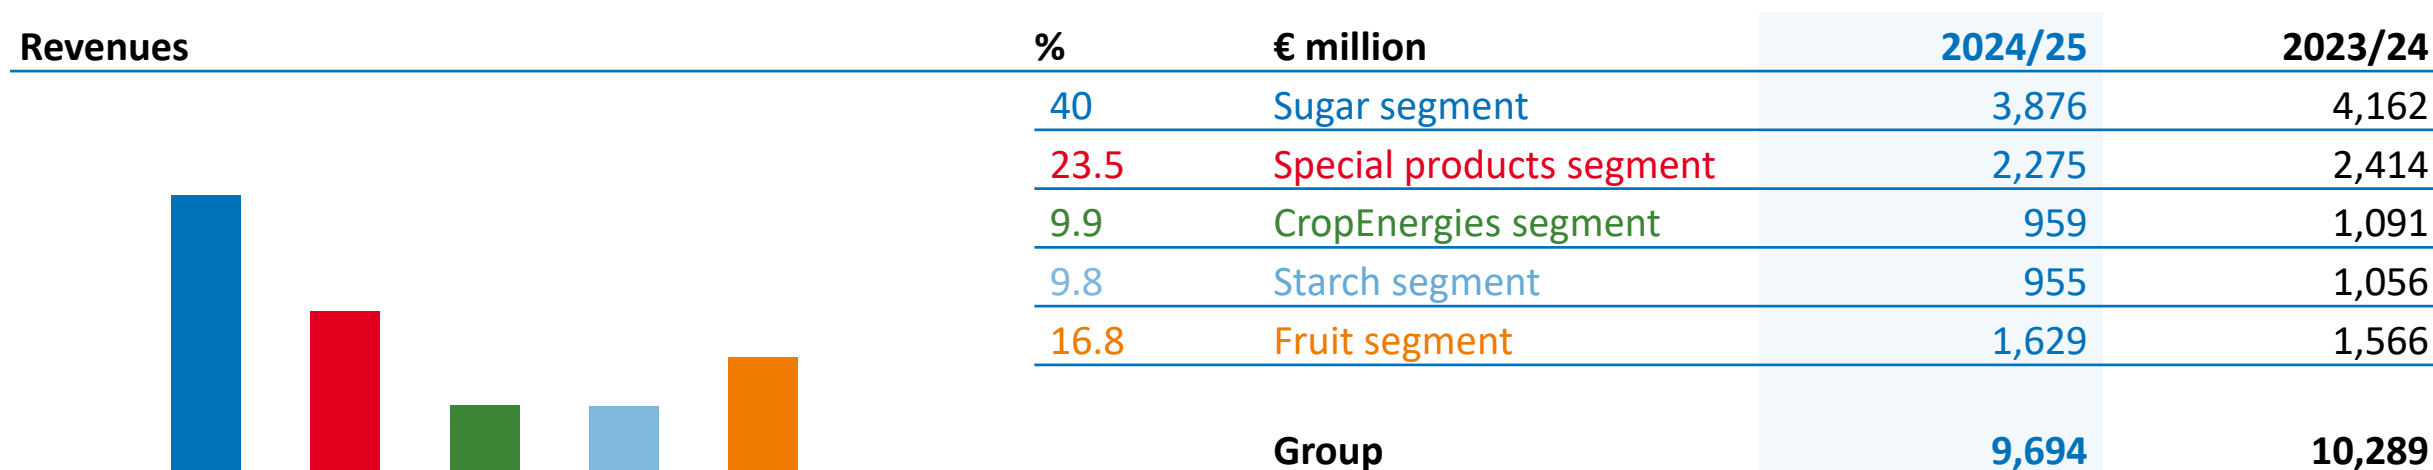 Revenues % € million 2024/25 2023/24
40 Sugar segment 3,876 4,162
23.5 Special products segment 2,275 2,414
9.9 CropEnergies segment 959 1,091
9.8 Starch segment 955 1,056
16.8 Fruit segment 1,629 1,566
Group 9,694 10,289